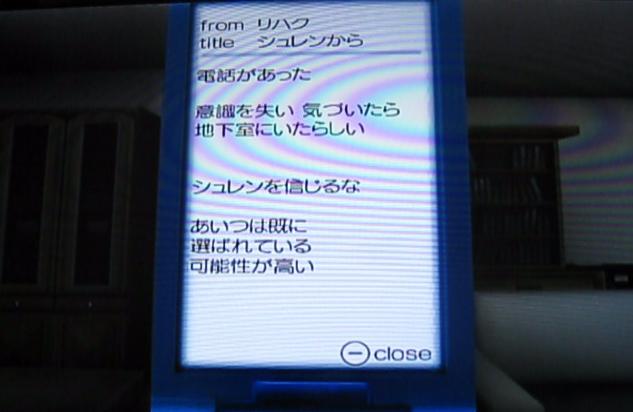 from リハク
title シュレンから
電話があった
意識を失い 気づいたら
地下室にいたらしい
シュレンを信じるな
あいつは既に
選ばれている
可能性が高い
⊖close